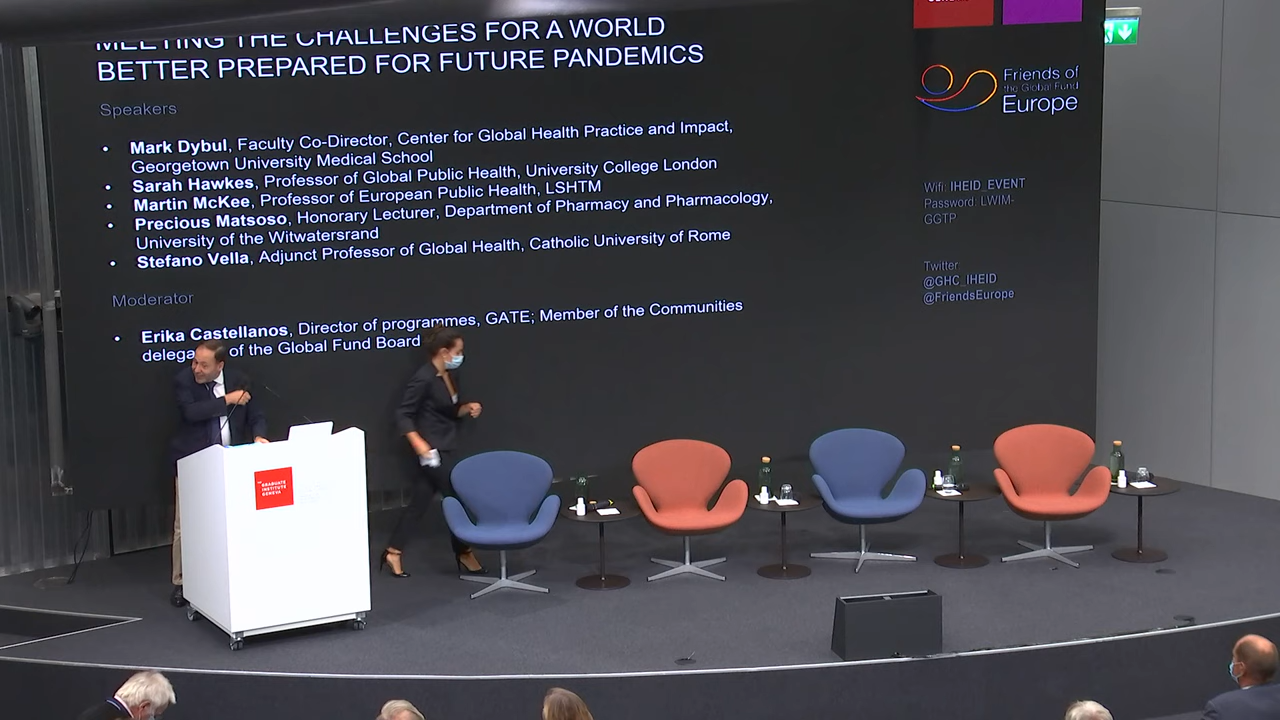 MEETING THE CHALLENGES FOR A WORLD
BETTER PREPARED FOR FUTURE PANDEMICS
Speakers
• Mark Dybul, Faculty Co-Director, Center for Global Health Practice and Impact,
Georgetown University Medical School
• Sarah Hawkes, Professor of Global Public Health, University College London
• Martin McKee, Professor of European Public Health, LSHTM
• Precious Matsoso, Honorary Lecturer, Department of Pharmacy and Pharmacology,
University of the Witwatersrand
• Stefano Vella, Adjunct Professor of Global Health, Catholic University of Rome
Moderator
• Erika Castellanos, Director of programmes, GATE; Member of the Communities
of the Global Fund Board
Friends of
the Global Fund
Europe
Wifi: IHEID_EVENT
Password: LWIM-
GGTP
Twitter
@GHC_IHEID
@FriendsEurope
THE
GRADUATE
INSTITUTE
GENEVA